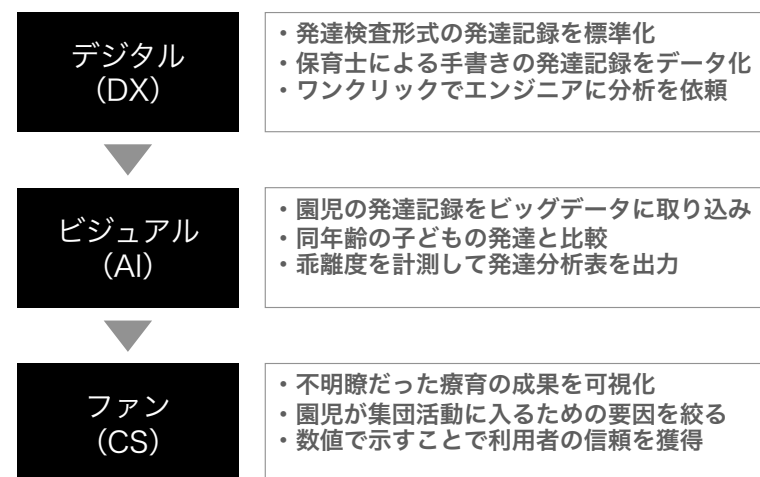 デジタル
（DX）
・発達検査形式の発達記録を標準化
・保育士による手書きの発達記録をデータ化
・ワンクリックでエンジニアに分析を依頼
ビジュアル
（AI）
・園児の発達記録をビッグデータに取り込み
・同年齢の子どもの発達と比較
・乖離度を計測して発達分析表を出力
ファン
（CS）
・不明瞭だった療育の成果を可視化
・園児が集団活動に入るための要因を絞る
・数値で示すことで利用者の信頼を獲得